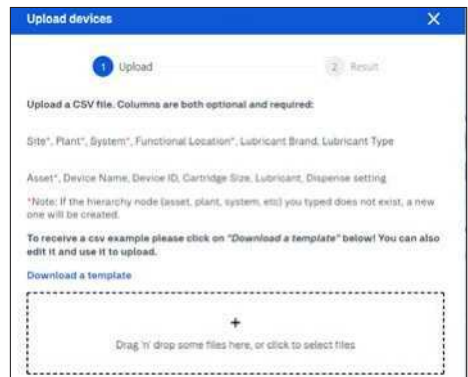 Upload devices
1 Upload
2 Result
Upload a CSV file. Columns are both optional and required:
Site*, Plant*, System*, Functional Location*, Lubricant Brand, Lubricant Type
Asset*, Device Name, Device ID, Cartridge Size, Lubricant, Dispense setting
*Note: If the hierarchy node (asset, plant, system, etc) you typed does not exist, a new
one will be created.
To receive a csv example please click on "Download a template" below! You can also
edit it and use it to upload.
Download a template
+
Drag 'n' drop some files here, or click to select files